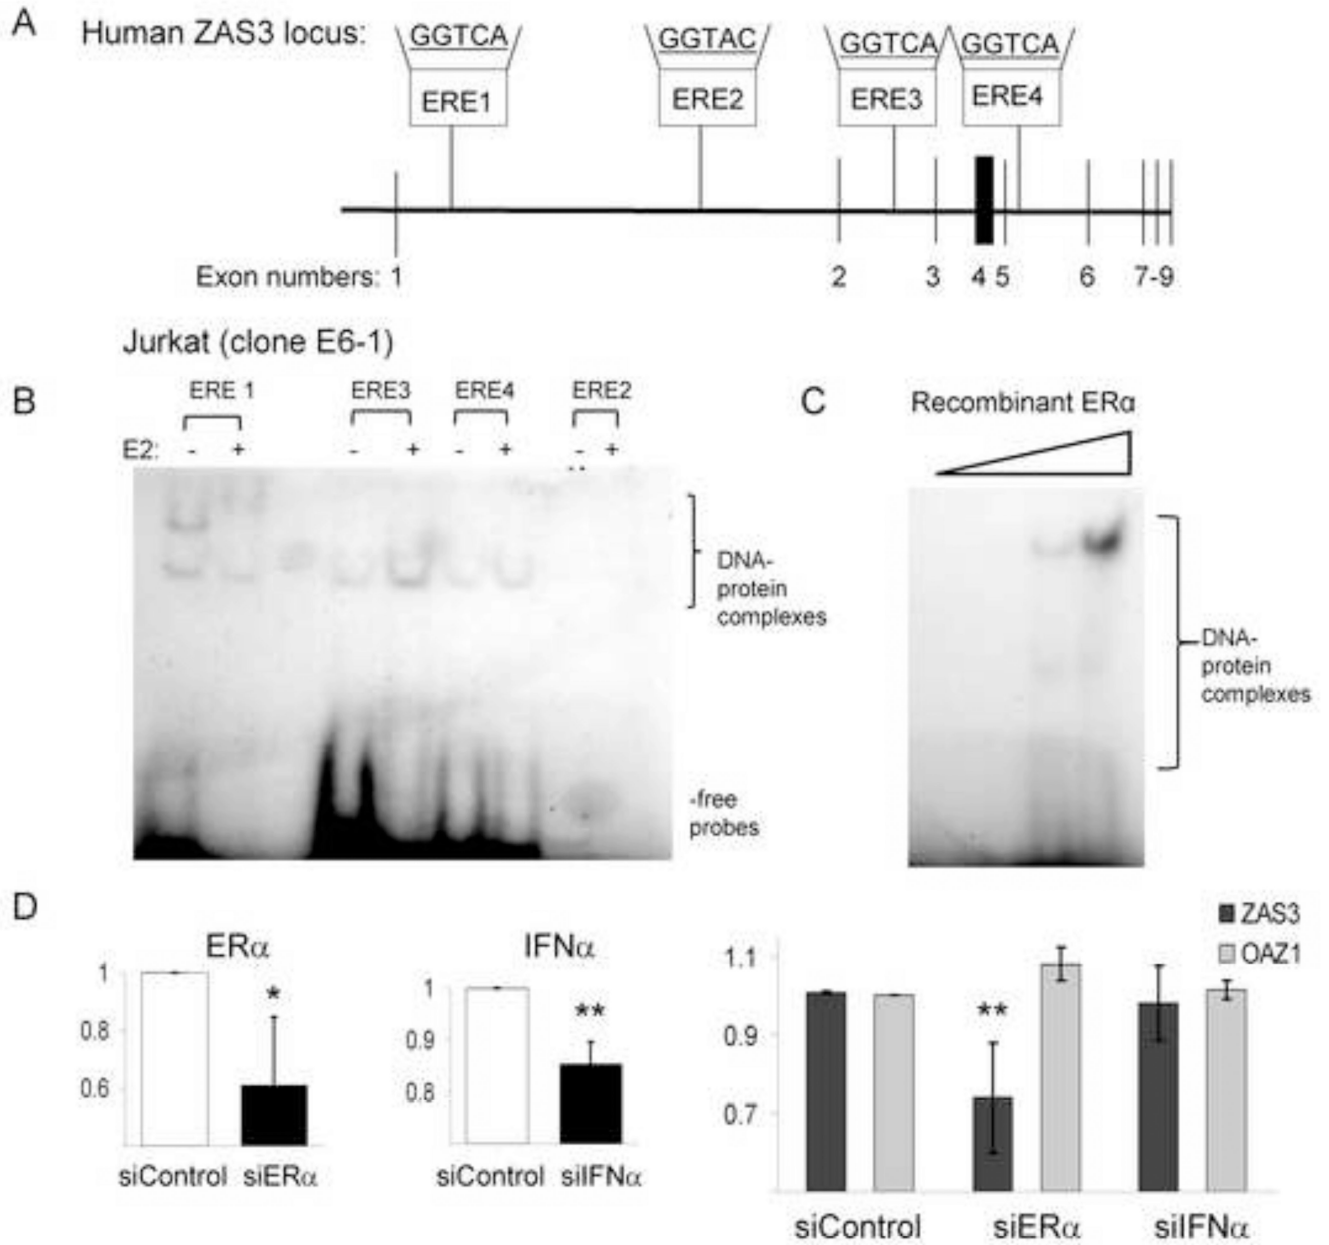 A
Human ZAS3 locus:
GGTCA GGTAC GGTCA GGTCA
ERE1 ERE2 ERE3 ERE4
Exon numbers: 1 2 3 4 5 6 7-9
Jurkat (clone E6-1)
B
ERE 1 ERE3 ERE4 ERE2
E2: - + - + - + - +
DNA-
protein
complexes
-free
probes
C
Recombinant ERα
DNA-
protein
complexes
D
ERα
1
0.8
0.6
*
siControl siERα
IFNα
1
0.9
0.8
**
siControl siIFNα
ZAS3
OAZ1
1.1
0.9
0.7
**
siControl siERα siIFNα